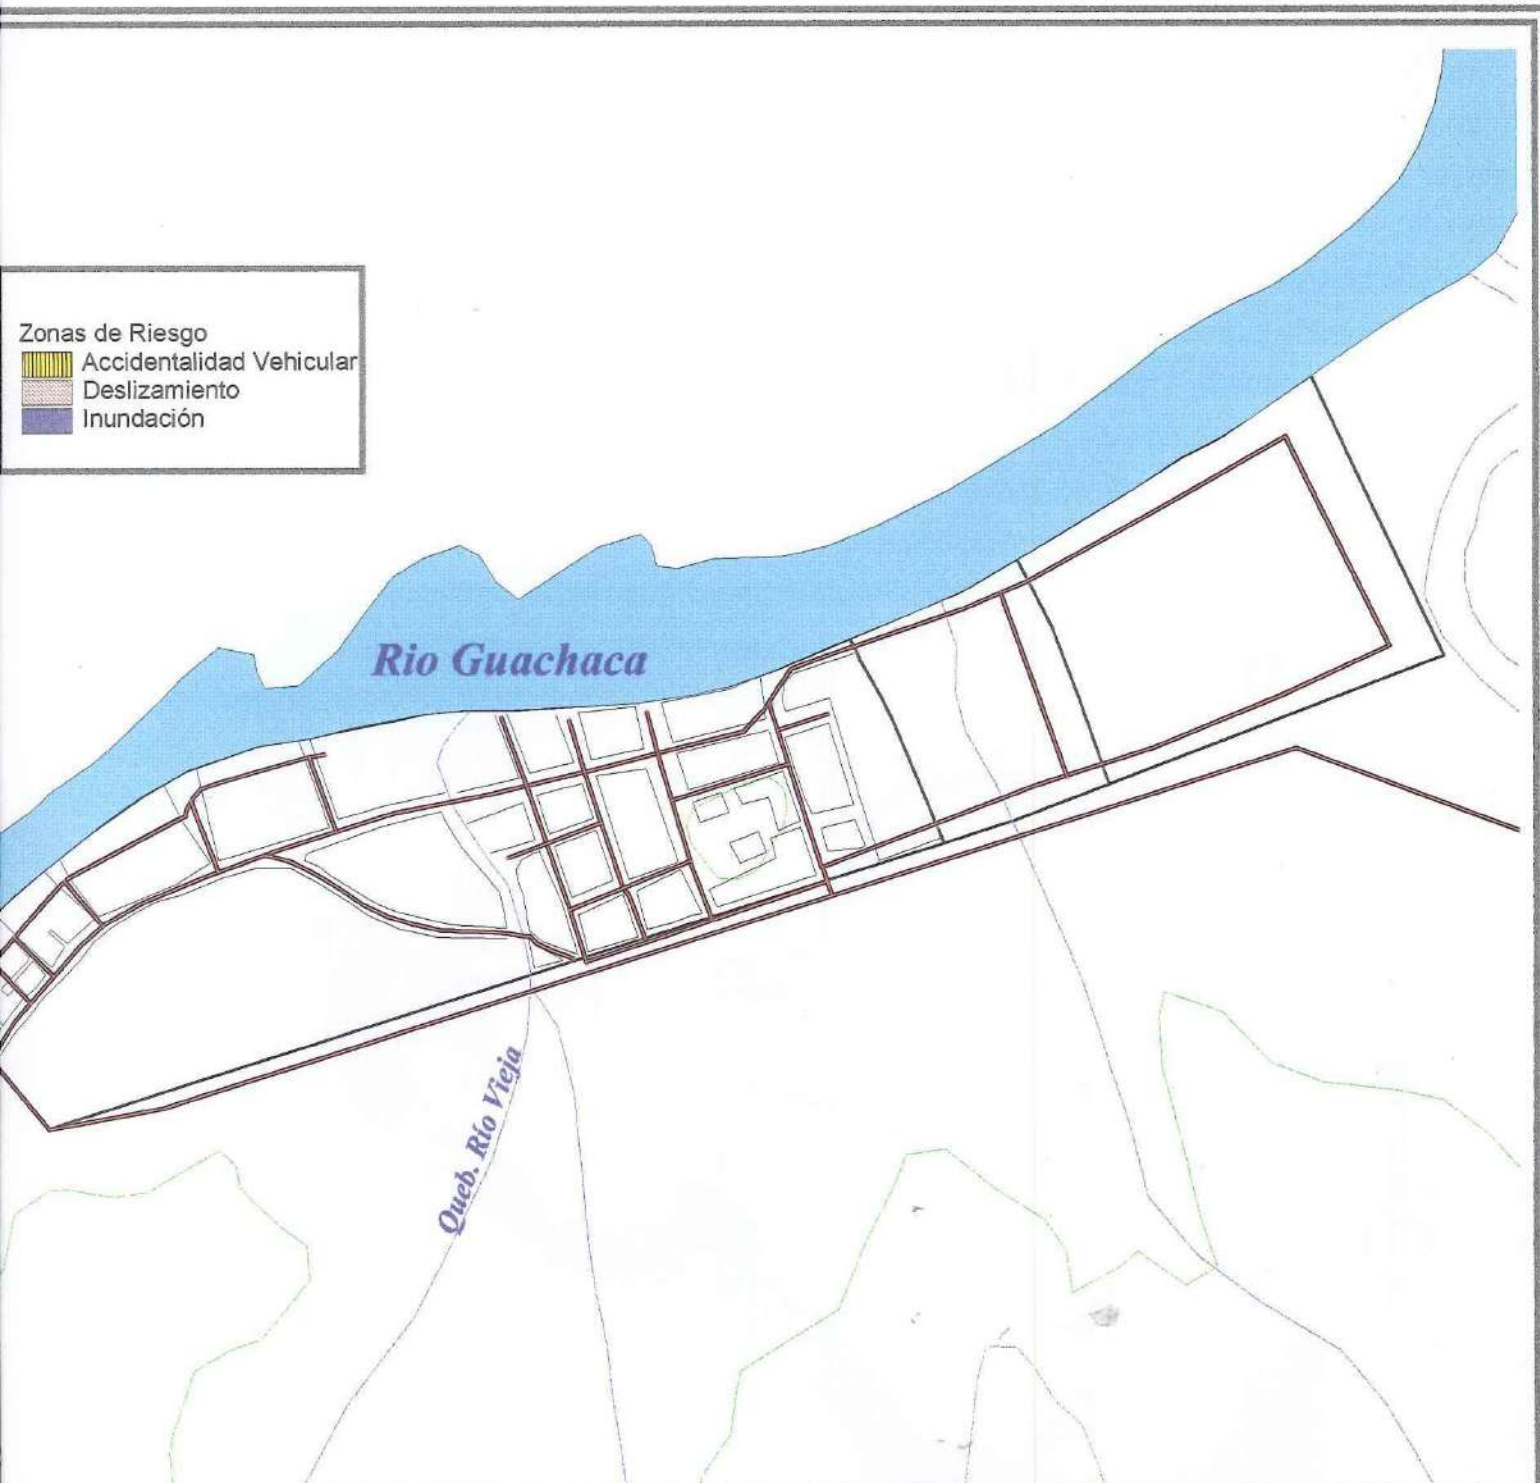 Zonas de Riesgo
Accidentalidad Vehicular
Deslizamiento
Inundación
Rio Guachaca
Queb. Río Vieja